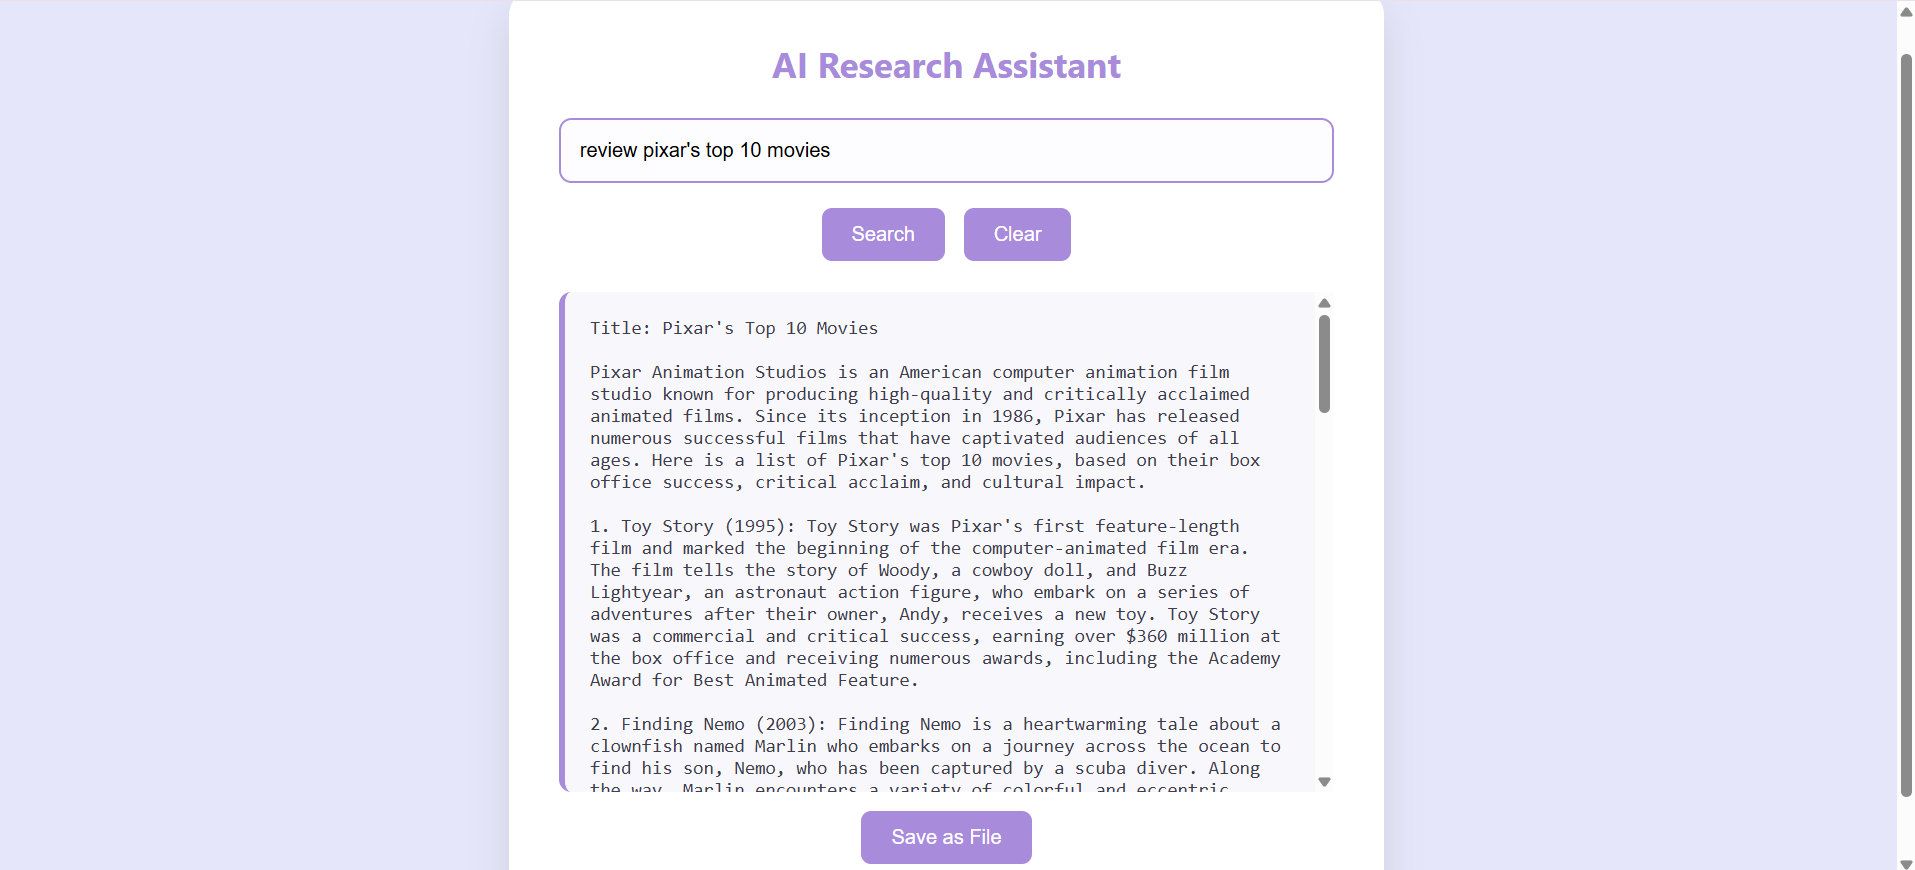 AI Research Assistant
review pixar's top 10 movies
Search Clear
Title: Pixar's Top 10 Movies
Pixar Animation Studios is an American computer animation film
studio known for producing high-quality and critically acclaimed
animated films. Since its inception in 1986, Pixar has released
numerous successful films that have captivated audiences of all
ages. Here is a list of Pixar's top 10 movies, based on their box
office success, critical acclaim, and cultural impact.
1. Toy Story (1995): Toy Story was Pixar's first feature-length
film and marked the beginning of the computer-animated film era.
The film tells the story of Woody, a cowboy doll, and Buzz
Lightyear, an astronaut action figure, who embark on a series of
adventures after their owner, Andy, receives a new toy. Toy Story
was a commercial and critical success, earning over $360 million at
the box office and receiving numerous awards, including the Academy
Award for Best Animated Feature.
2. Finding Nemo (2003): Finding Nemo is a heartwarming tale about a
clownfish named Marlin who embarks on a journey across the ocean to
find his son, Nemo, who has been captured by a scuba diver. Along
the way, Marlin encounters a variety of colorful and eccentric
Save as File